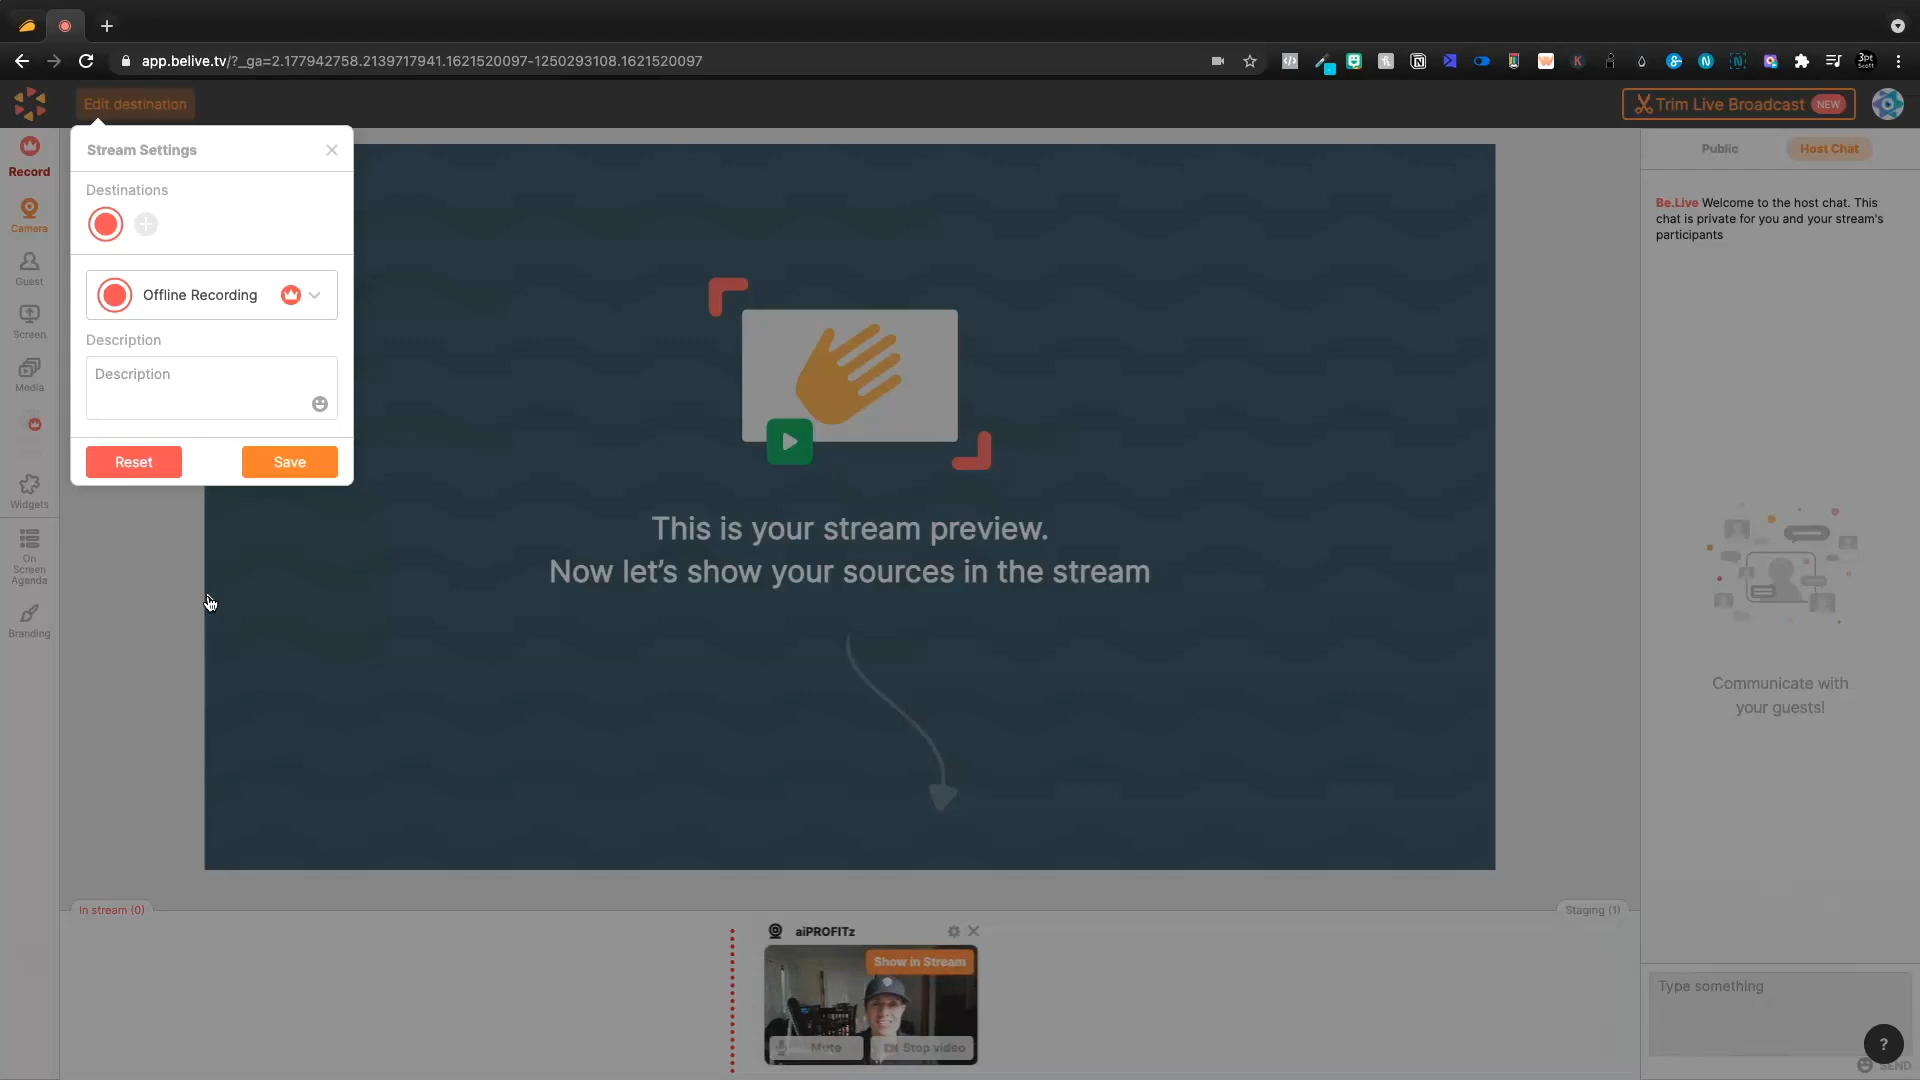 app.belive.tv/?_ga=2.177942758.2139717941.1621520097-1250293108.1621520097
Edit destination
Trim Live Broadcast NEW
Stream Settings
Destinations
Offline Recording
Description
Description
Reset
Save
Record
Camera
Guest
Screen
Media
Widgets
On
Screen
Agenda
Branding
This is your stream preview.
Now let's show your sources in the stream
In stream (0)
Staging (1)
aiPROFITz
Show in Stream
Mute
Stop video
Public
Host Chat
Be.Live Welcome to the host chat. This
chat is private for you and your stream's
participants
Communicate with
your guests!
Type something
?
SEND